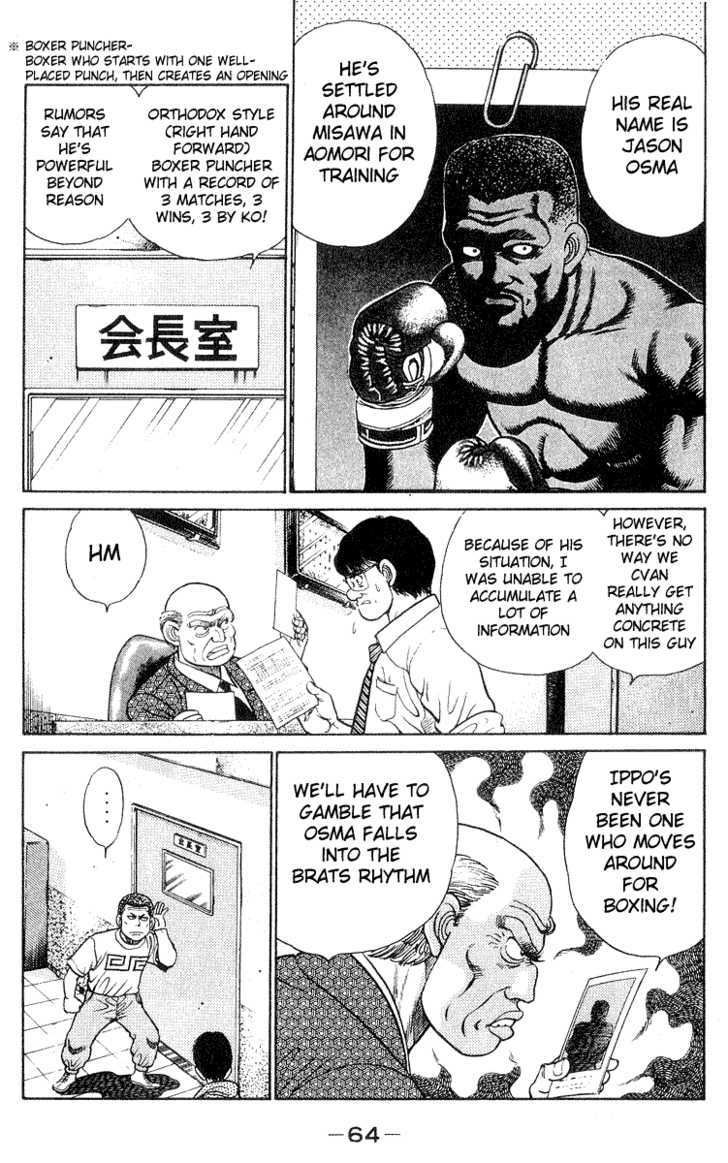 HIS REAL
NAME IS
JASON
OSMA
HE'S
SETTLED
AROUND
MISAWA IN
AOMORI FOR
TRAINING
※ BOXER PUNCHER-
BOXER WHO STARTS WITH ONE WELL-
PLACED PUNCH, THEN CREATES AN OPENING
ORTHODOX STYLE
(RIGHT HAND
FORWARD)
BOXER PUNCHER
WITH A RECORD OF
3 MATCHES, 3
WINS, 3 BY KO!
RUMORS
SAY THAT
HE'S
POWERFUL
BEYOND
REASON
会長室
HOWEVER,
THERE'S NO
WAY WE
CVAN
REALLY GET
ANYTHING
CONCRETE
ON THIS GUY
BECAUSE OF HIS
SITUATION, I
WAS UNABLE TO
ACCUMULATE A
LOT OF
INFORMATION
HM
IPPO'S
NEVER
BEEN ONE
WHO MOVES
AROUND
FOR
BOXING!
WE'LL HAVE TO
GAMBLE THAT
OSMA FALLS
INTO THE
BRATS RHYTHM
....
会長室
—64—